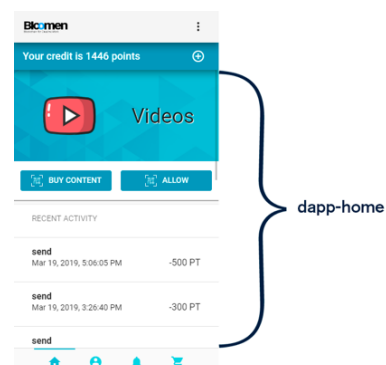 Bloomen
Your credit is 1446 points
Videos
BUY CONTENT
ALLOW
RECENT ACTIVITY
send
Mar 19, 2019, 5:06:05 PM
-500 PT
send
Mar 19, 2019, 3:26:40 PM
-300 PT
send
dapp-home